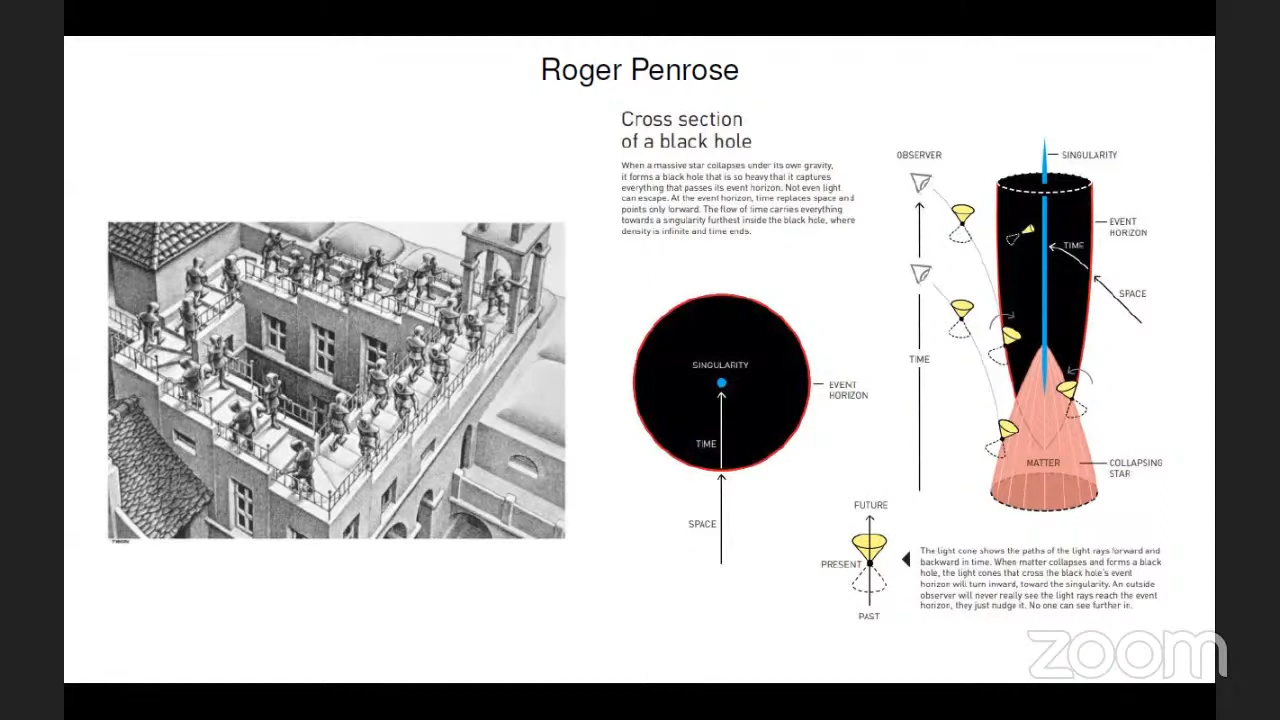 Roger Penrose
Cross section
of a black hole
When a massive star collapses under its own gravity,
it forms a black hole that is so heavy that it captures
everything that passes its event horizon. Not even light
can escape. At the event horizon, time replaces space and
points only forward. The flow of time carries everything
towards a singularity furthest inside the black hole, where
density is infinite and time ends.
SINGULARITY
EVENT
HORIZON
TIME
SPACE
OBSERVER
SINGULARITY
EVENT
HORIZON
TIME
SPACE
TIME
MATTER
COLLAPSING
STAR
FUTURE
PRESENT
PAST
The light cone shows the paths of the light rays forward and
backward in time. When matter collapses and forms a black
hole, the light cones that cross the black hole's event
horizon will turn inward, toward the singularity. An outside
observer will never really see the light rays reach the event
horizon, they just nudge it. No one can see further in.
zoom